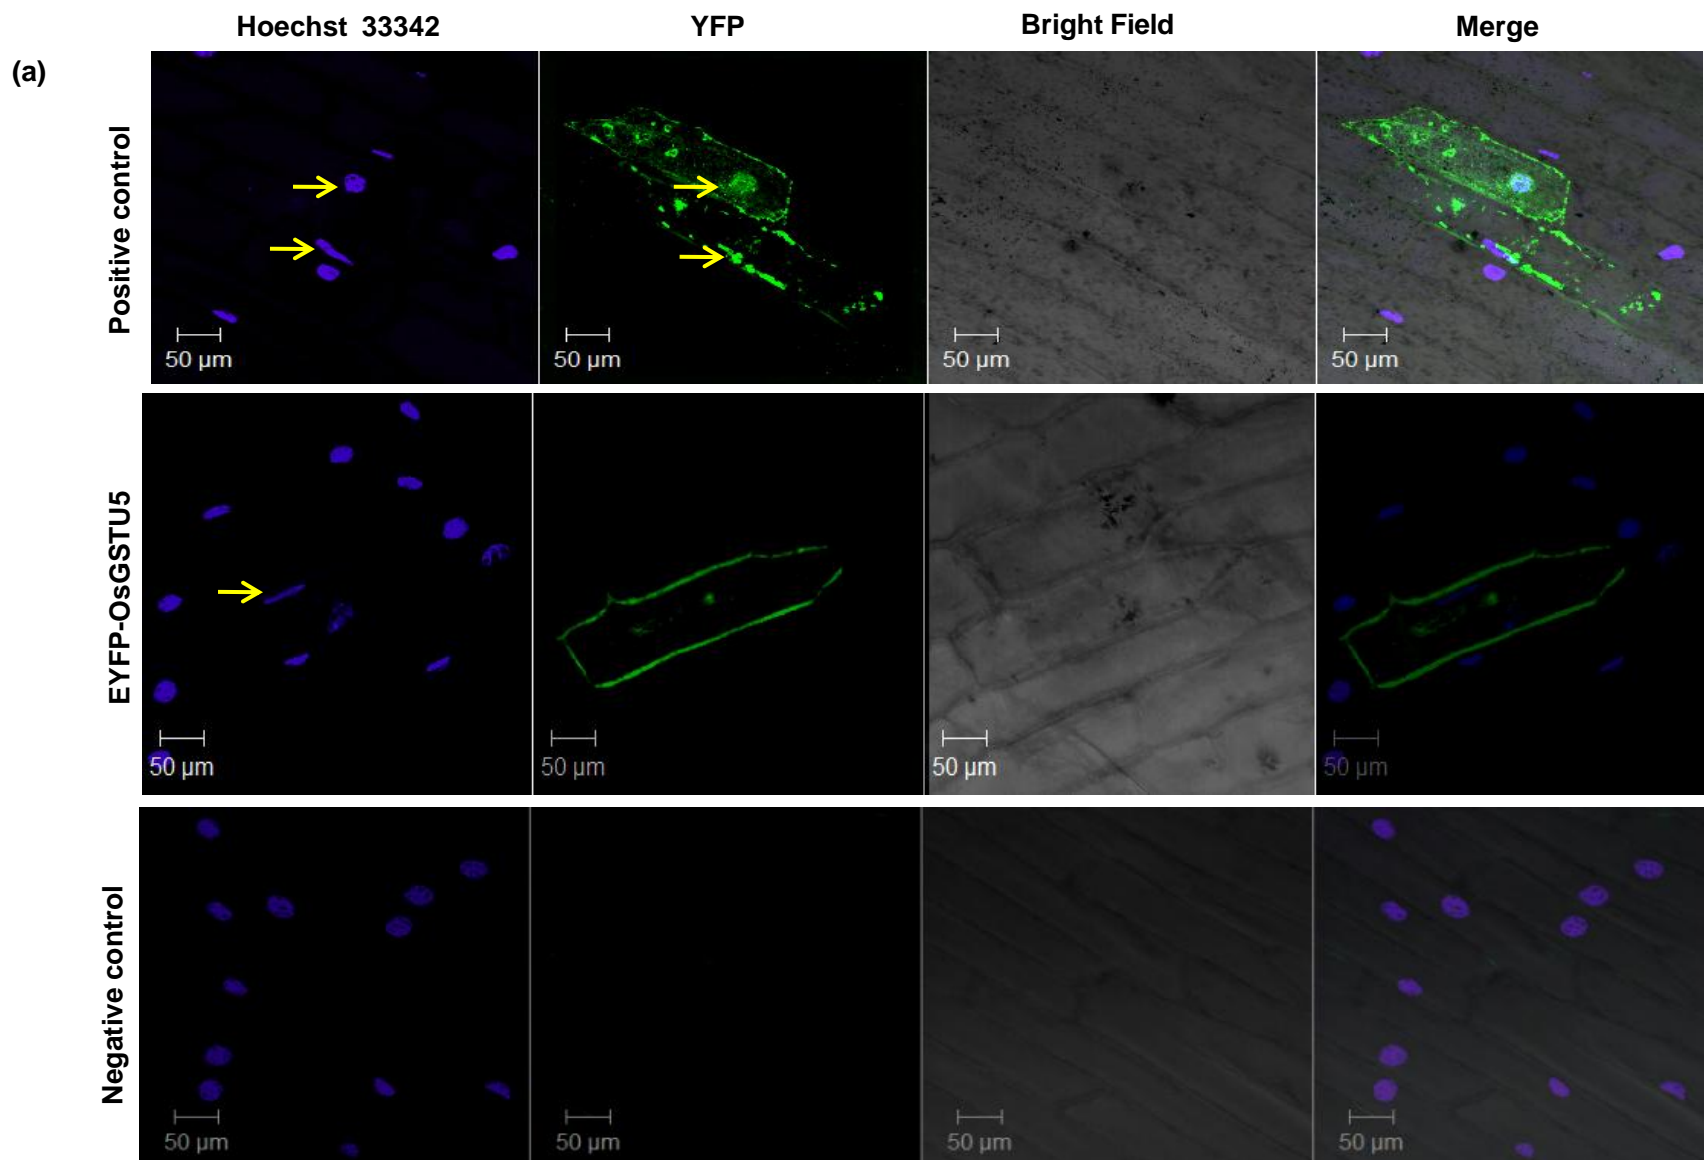 Hoechst 33342 YFP Bright Field Merge
(a)
Positive control
50 µm 50 µm 50 µm 50 µm
EYFP-OsGSTU5
50 µm 50 µm 50 µm 50 µm
Negative control
50 µm 50 µm 50 µm 50 µm